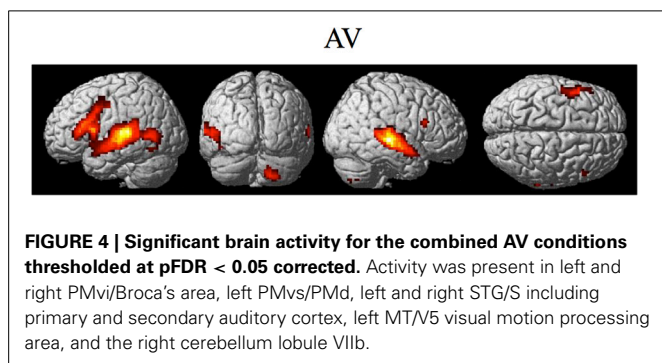 AV
FIGURE 4 | Significant brain activity for the combined AV conditions
thresholded at pFDR < 0.05 corrected. Activity was present in left and
right PMvi/Broca's area, left PMvs/PMd, left and right STG/S including
primary and secondary auditory cortex, left MT/V5 visual motion processing
area, and the right cerebellum lobule VIIb.